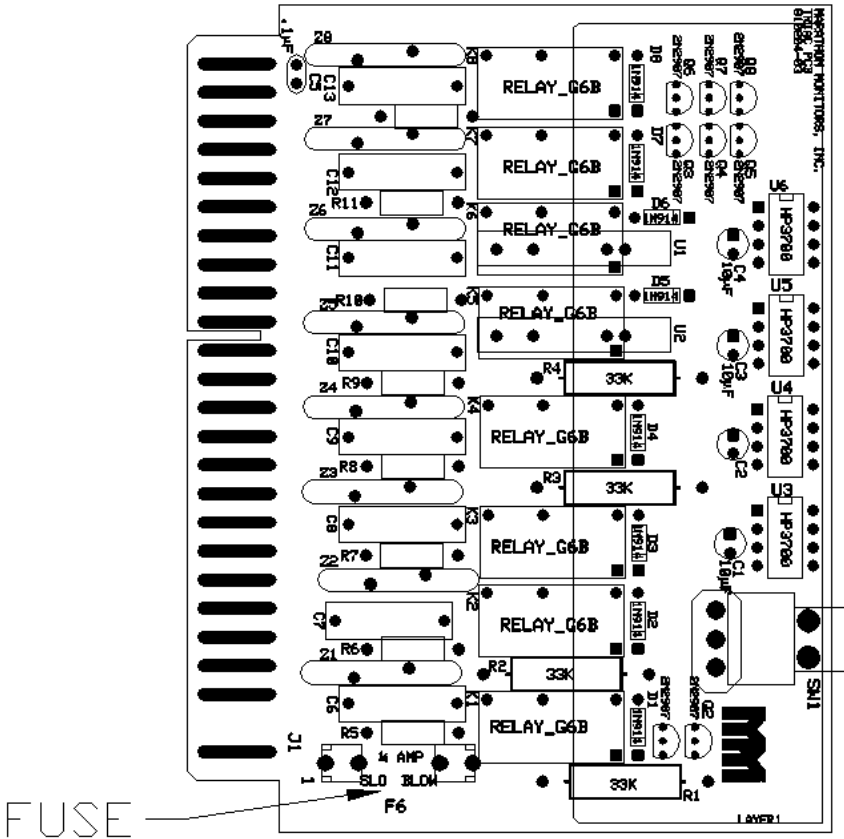 .1µF
C5
Z8
C13
K8
RELAY_G6B
D8
1N914
2N2907
Q6
2N2907
Q7
2N2907
Q8
MARATHON MONITORS, INC.
TRIAC PCB
Z7
C12
K7
RELAY_G6B
D7
1N914
Q3
2N2907
Q4
2N2907
Q5
2N2907
R11
Z6
C11
K6
RELAY_G6B
D6
1N914
U1
C4
10µF
U6
HP3700
R10
Z5
C10
K5
RELAY_G6B
D5
1N914
U2
C3
10µF
U5
HP3700
R4
33K
R9
Z4
C9
K4
RELAY_G6B
1N914
D4
C2
U4
HP3700
R8
Z3
R3
33K
C8
K3
RELAY_G6B
1N914
D3
C1
10µF
U3
HP3700
R7
Z2
C7
K2
RELAY_G6B
1N914
D2
SW1
R6
Z1
R2
33K
C6
K1
RELAY_G6B
D1
1N914
2N2907
2N2907
Q2
R5
J1
1
¼ AMP
SLO BLOW
F6
33K
R1
MM
LAYER1
FUSE